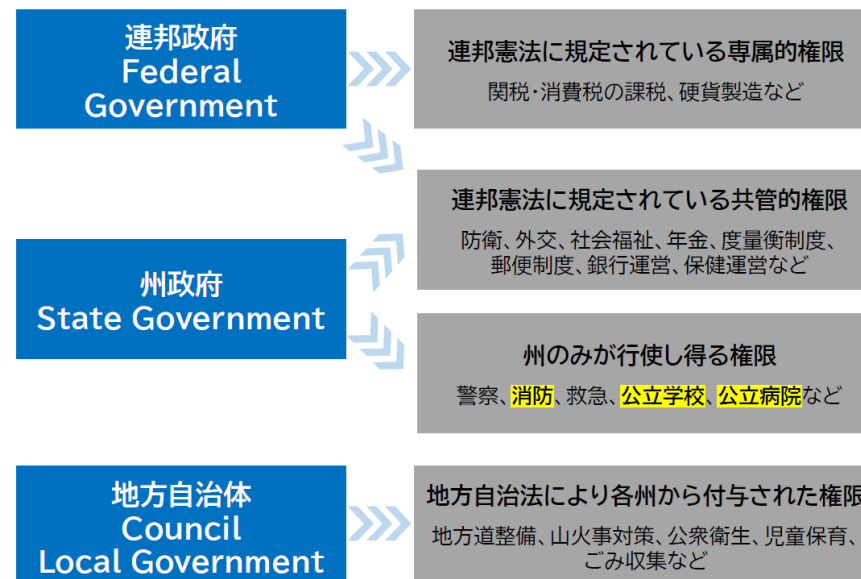 連邦政府
Federal
Government
連邦憲法に規定されている専属的権限
関税・消費税の課税、硬貨製造など
連邦憲法に規定されている共管的権限
防衛、外交、社会福祉、年金、度量衡制度、
郵便制度、銀行運営、保健運営など
州政府
State Government
州のみが行使し得る権限
警察、消防、救急、公立学校、公立病院など
地方自治体
Council
Local Government
地方自治法により各州から付与された権限
地方道整備、山火事対策、公衆衛生、児童保育、
ごみ収集など